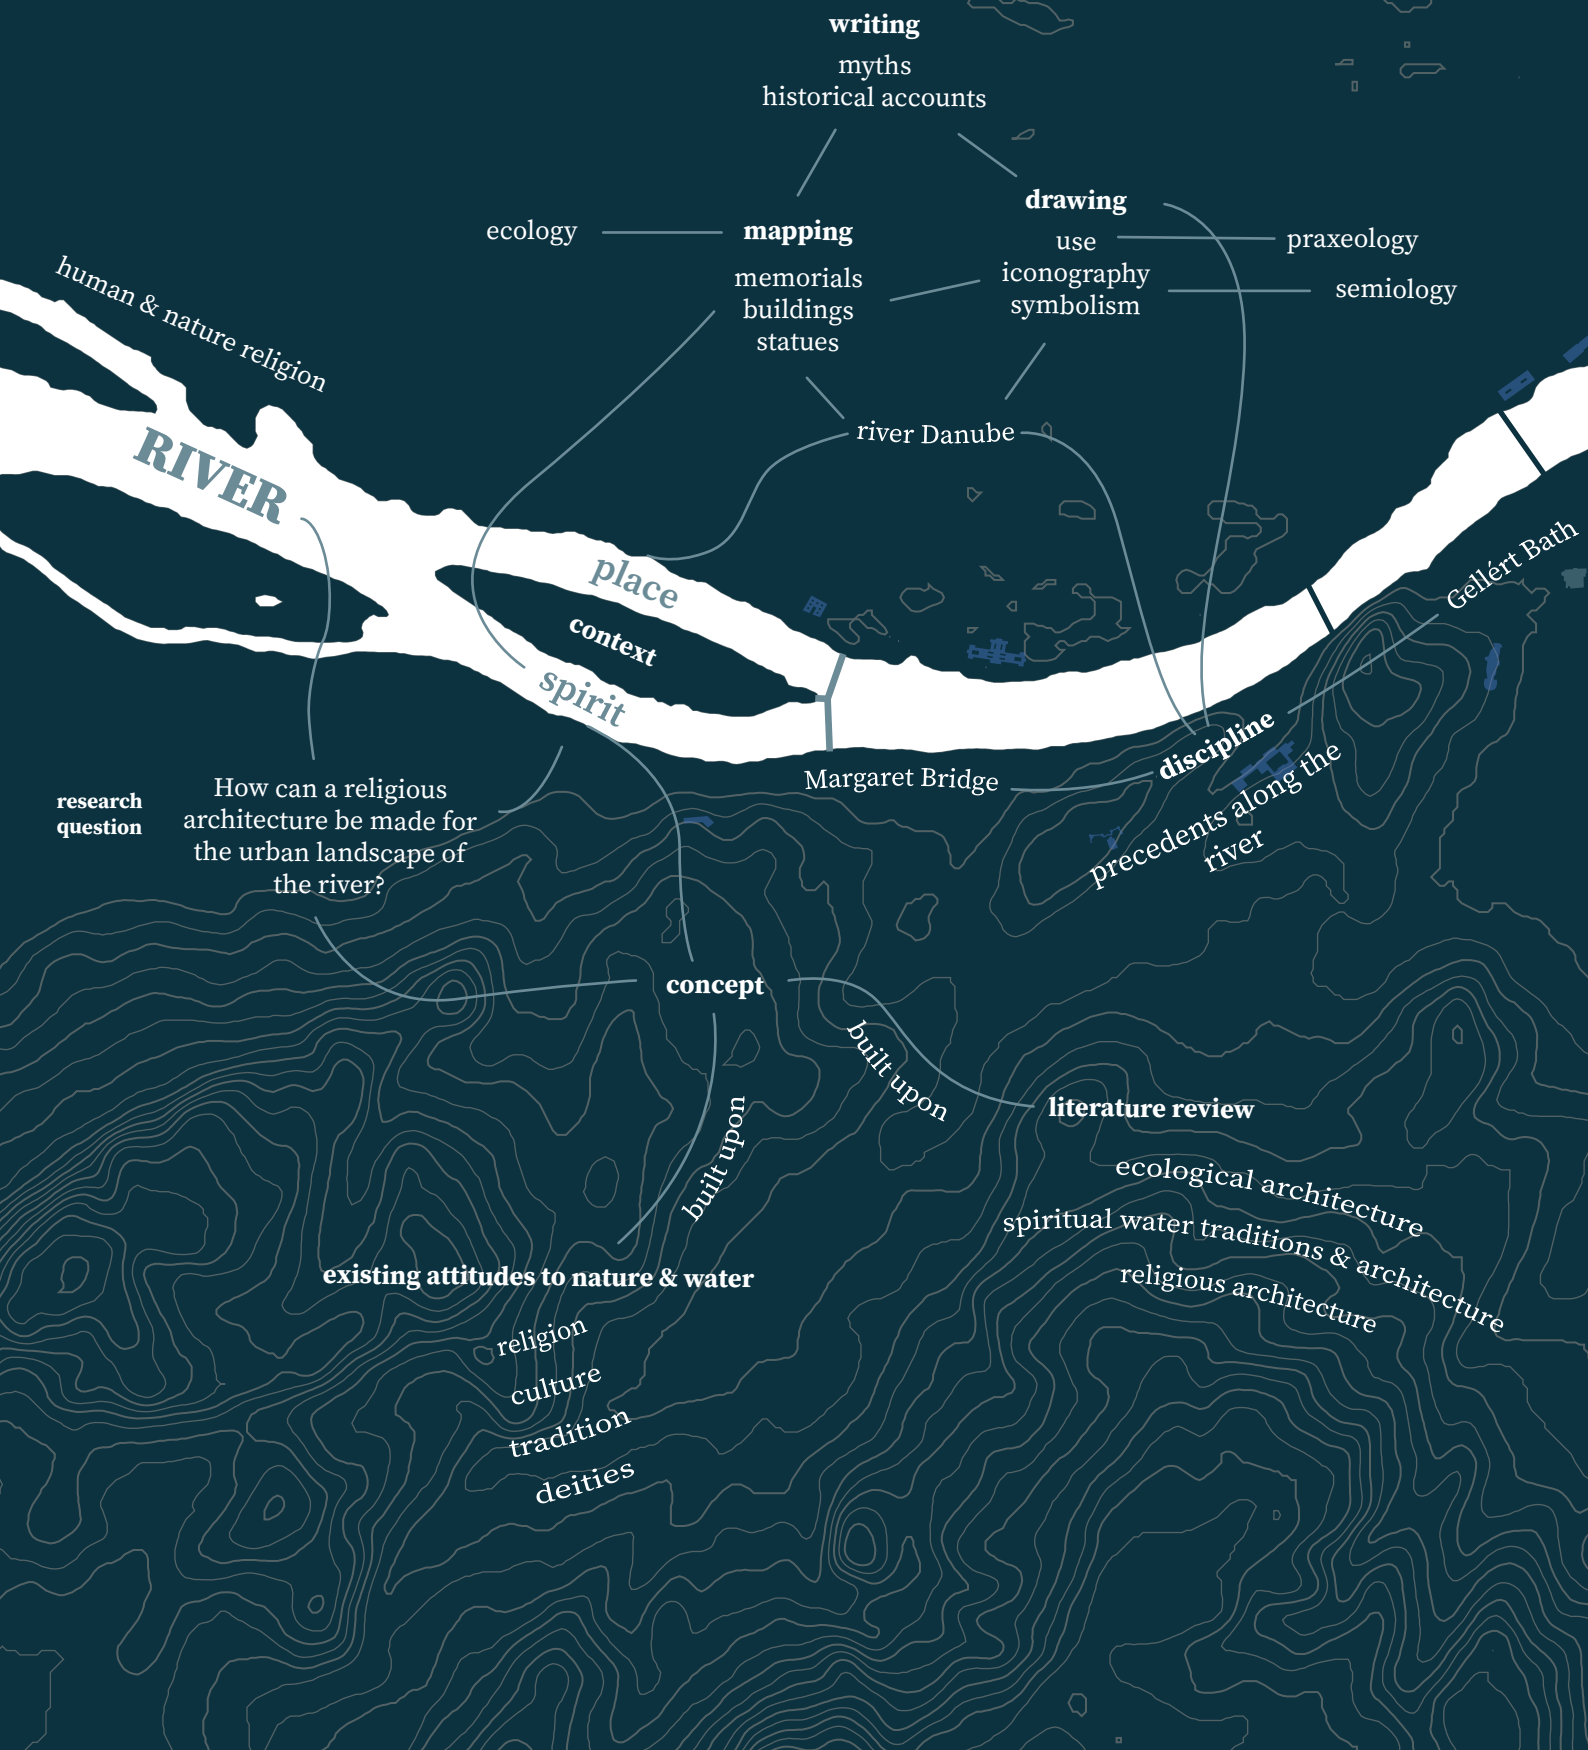 writing
myths
historical accounts
drawing
use
iconography
symbolism
praxeology
semiology
ecology
mapping
memorials
buildings
statues
human & nature religion
river Danube
RIVER
place
context
spirit
Gellért Bath
discipline
precedents along the
river
Margaret Bridge
research
question
How can a religious
architecture be made for
the urban landscape of
the river?
concept
built upon
built upon
literature review
ecological architecture
spiritual water traditions & architecture
religious architecture
existing attitudes to nature & water
religion
culture
tradition
deities